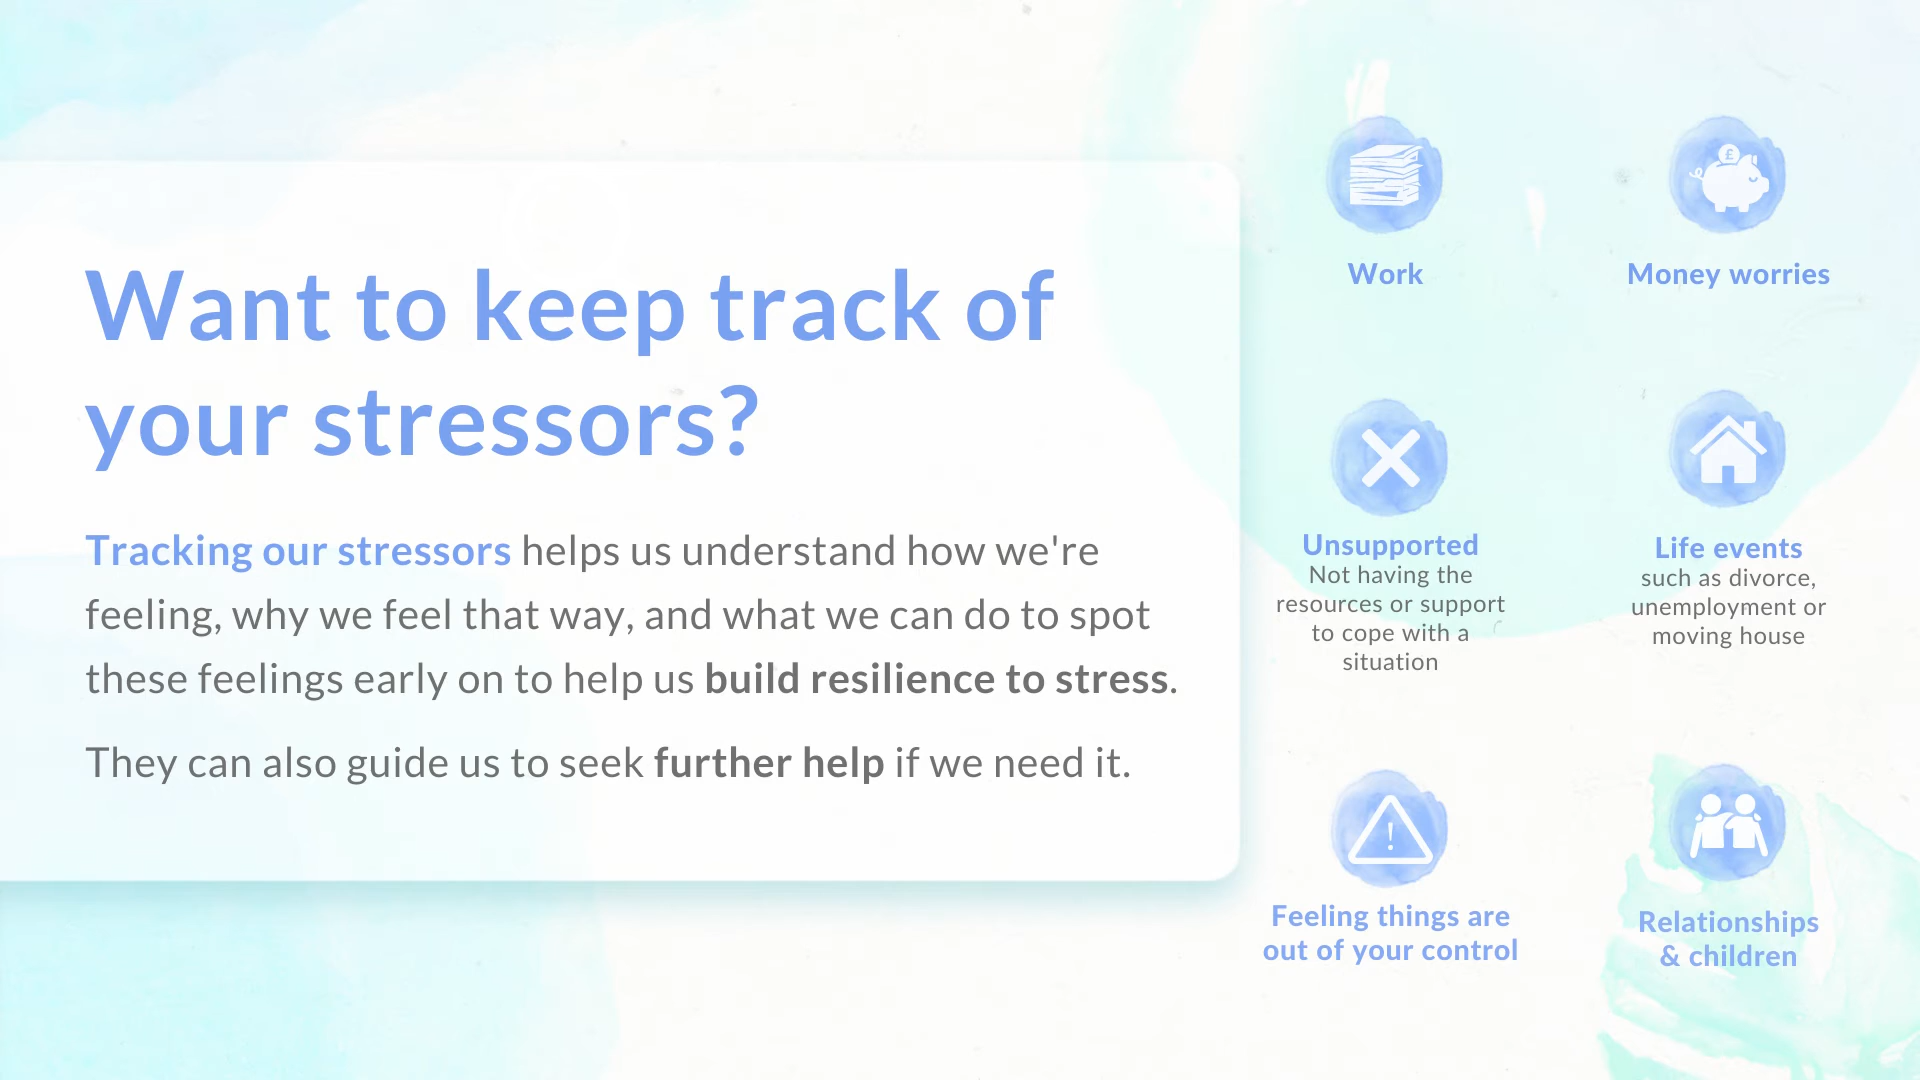 Want to keep track of
your stressors?
Tracking our stressors helps us understand how we're
feeling, why we feel that way, and what we can do to spot
these feelings early on to help us build resilience to stress.
They can also guide us to seek further help if we need it.
£
Work
Money worries
Unsupported
Not having the
resources or support
to cope with a
situation
Life events
such as divorce,
unemployment or
moving house
!
Feeling things are
out of your control
Relationships
& children